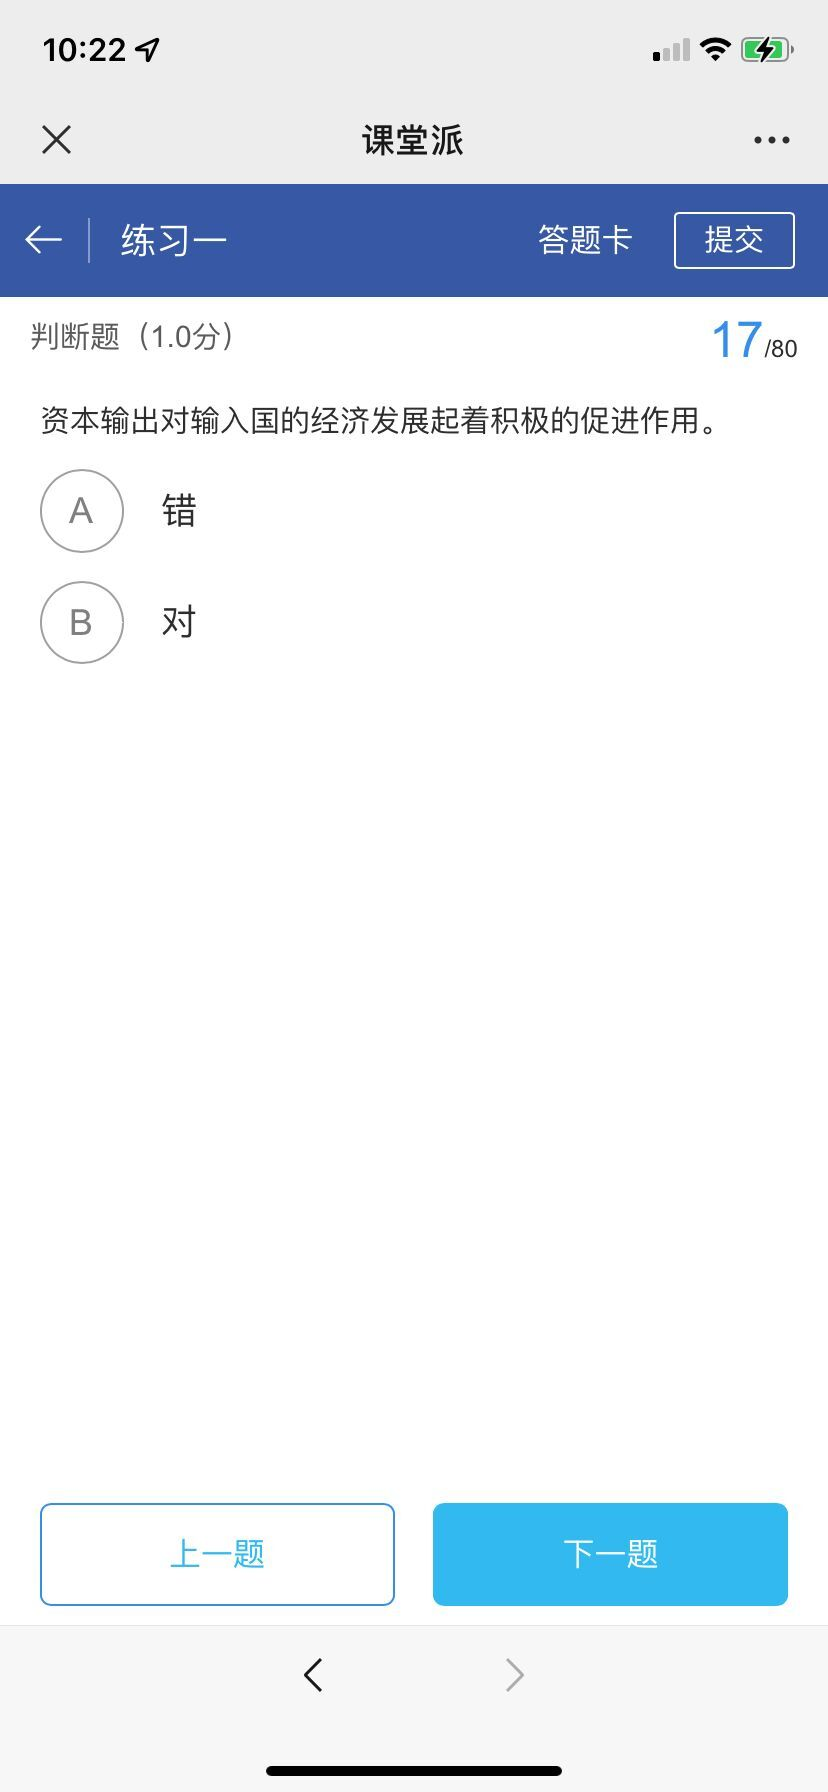 10:22
课堂派
练习一 答题卡 提交
判断题（1.0分） 17/80
资本输出对输入国的经济发展起着积极的促进作用。
A 错
B 对
上一题 下一题